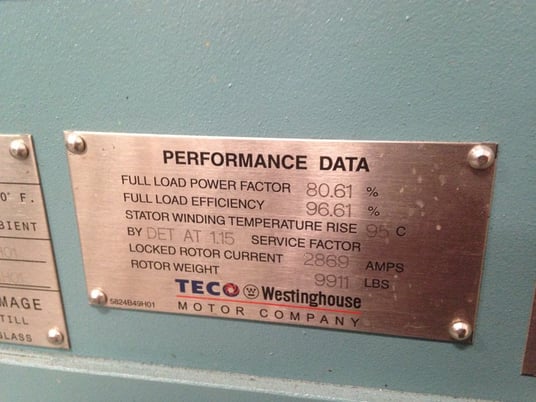 PERFORMANCE DATA
FULL LOAD POWER FACTOR 80.61 %
FULL LOAD EFFICIENCY 96.61 %
STATOR WINDING TEMPERATURE RISE 95 C
BY DET AT 1.15 SERVICE FACTOR
LOCKED ROTOR CURRENT 2869 AMPS
ROTOR WEIGHT 9911 LBS
TECO W Westinghouse
5824B49H01 MOTOR COMPANY
0° F.
BIENT
H01
H01
MAGE
TILL
LASS